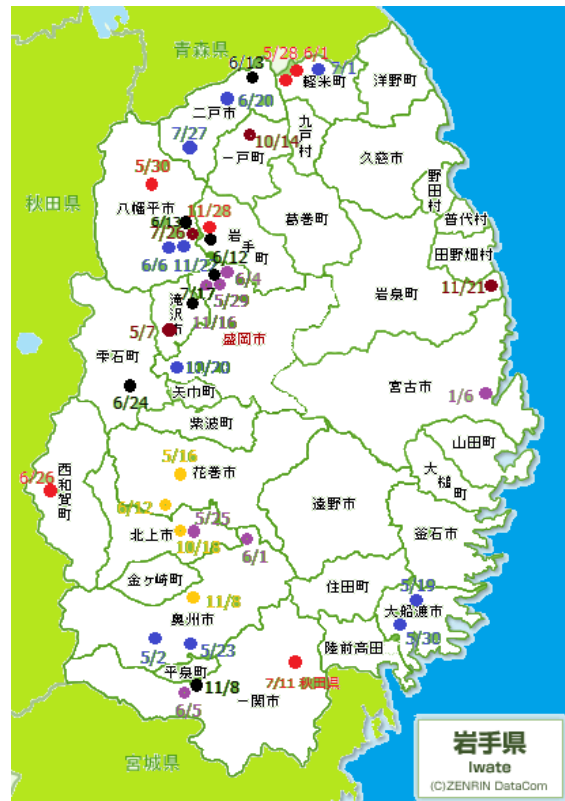 青森県
5/28 6/1
6/13
7/1
軽米町
洋野町
二戸市
6/20
九戸村
7/27
一戸町
10/14
久慈市
5/30
野田村
秋田県
八幡平市
11/28
葛巻町
普代村
6/13
7/26
岩手町
田野畑村
6/6
6/12
6/4
岩泉町
7/17
5/29
11/21
滝沢市
11/16
5/7
盛岡市
雫石町
矢巾町
宮古市
6/24
1/6
紫波町
山田町
5/16
花巻市
大槌町
6/26
西和賀町
6/12
遠野市
5/25
北上市
釜石市
10/18
6/1
金ヶ崎町
住田町
5/19
11/8
大船渡市
奥州市
5/30
5/2
5/23
陸前高田
平泉町
11/8
7/11 秋田県
一関市
6/5
岩手県
Iwate
宮城県
(C)ZENRIN DataCom